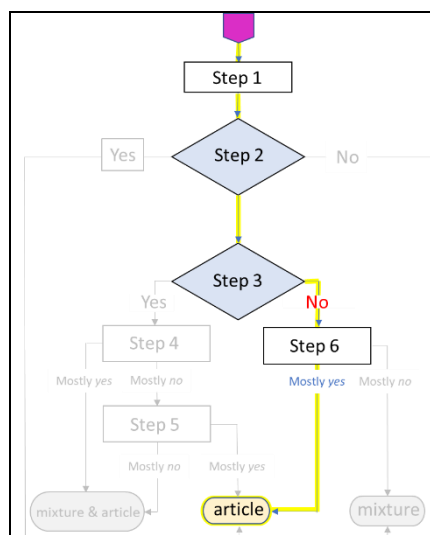 Step 1
Yes
Step 2
No
Step 3
Yes
No
Step 4
Step 6
Mostly yes
Mostly no
Mostly yes
Mostly no
Step 5
Mostly no
Mostly yes
mixture & article
article
mixture